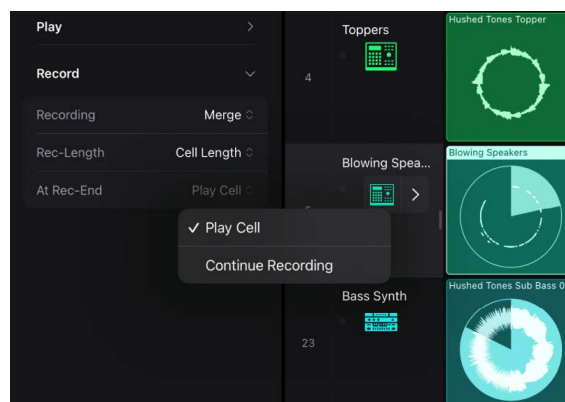 Play
Record
Recording
Merge
Rec-Length
Cell Length
At Rec-End
Play Cell
Play Cell
Continue Recording
Toppers
4
Hushed Tones Topper
Blowing Spea...
Blowing Speakers
Bass Synth
23
Hushed Tones Sub Bass 0